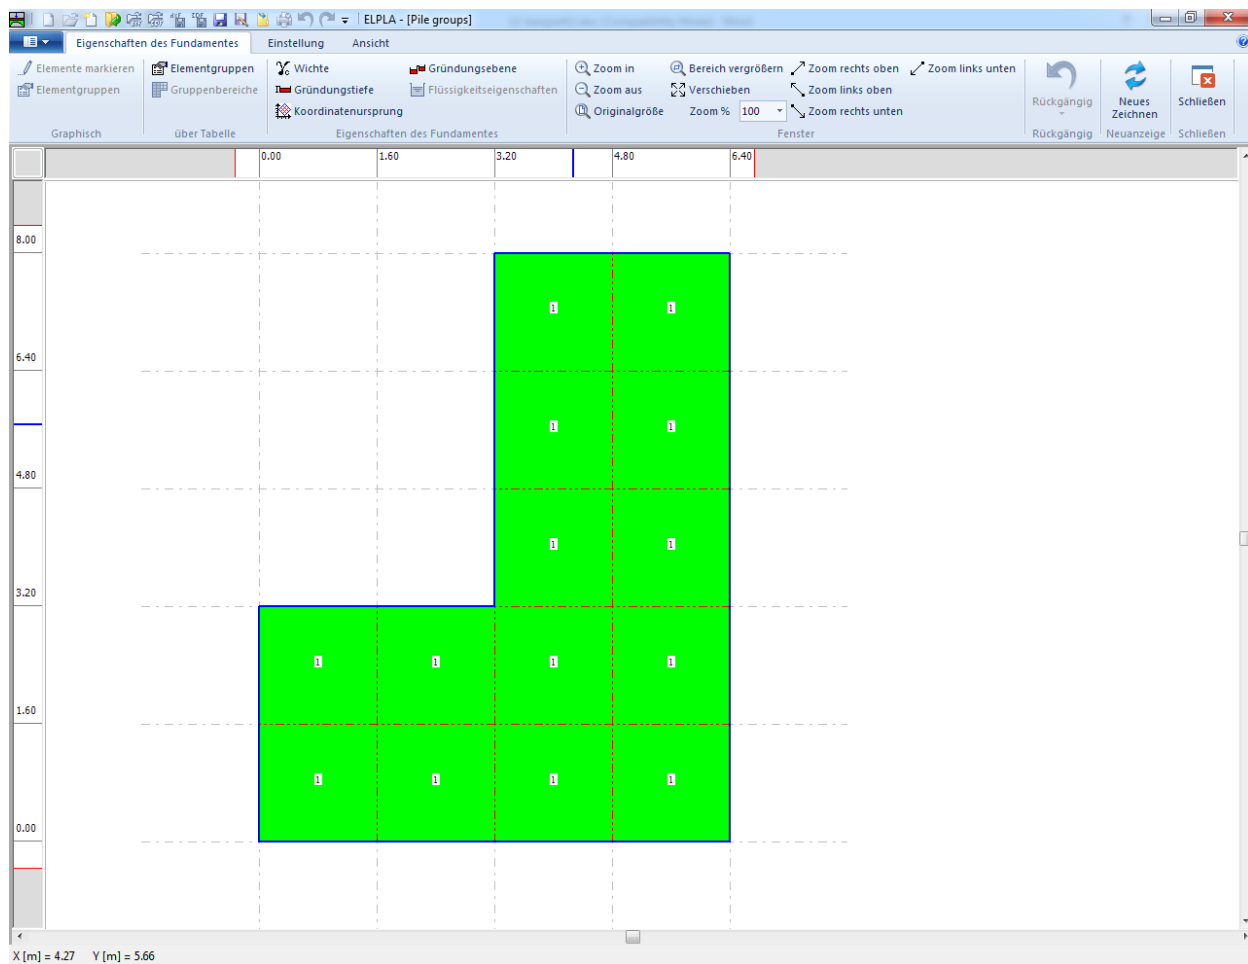 ELPLA - [Pile groups]
Eigenschaften des Fundamentes Einstellung Ansicht
Elemente markieren Elementgruppen Wichte Gründungsebene Zoom in Bereich vergrößern Zoom rechts oben Zoom links unten
Elementgruppen Gruppenbereiche Gründungstiefe Flüssigkeitseigenschaften Zoom aus Verschieben Zoom links oben Rückgängig Neues Zeichnen Schließen
Koordinatenursprung Originalgröße Zoom % 100 Zoom rechts unten
Graphisch über Tabelle Eigenschaften des Fundamentes Fenster Rückgängig Neuanzeige Schließen
0.00 1.60 3.20 4.80 6.40
8.00
1 1
6.40
1 1
4.80
1 1
3.20
1 1 1 1
1.60
1 1 1 1
0.00
X [m] = 4.27 Y [m] = 5.66